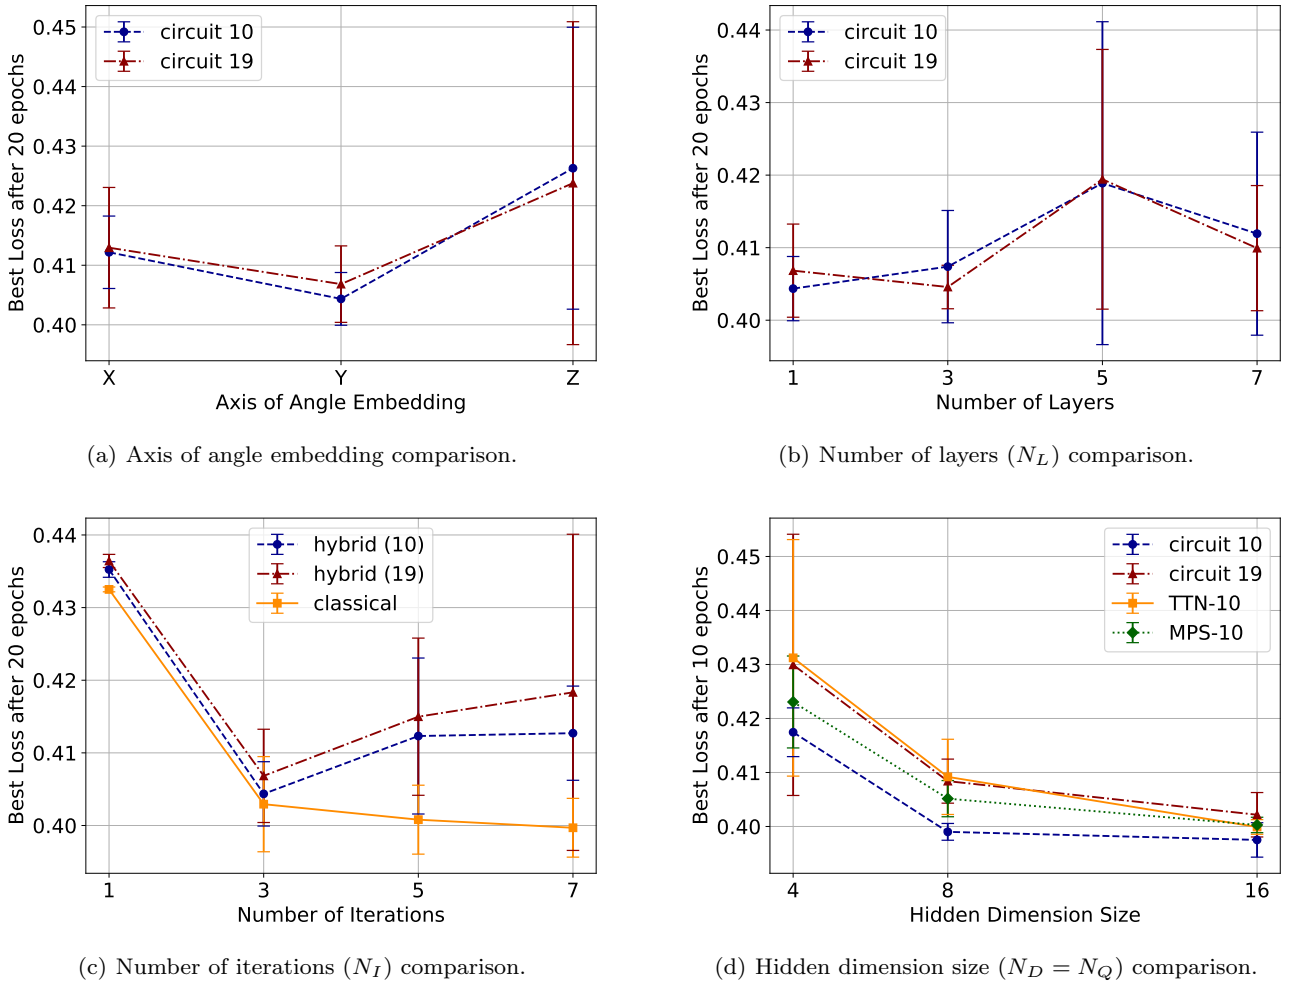 Best Loss after 20 epochs
0.45
0.44
0.43
0.42
0.41
0.40
circuit 10
circuit 19
X Y Z
Axis of Angle Embedding
(a) Axis of angle embedding comparison.
Best Loss after 20 epochs
0.44
0.43
0.42
0.41
0.40
circuit 10
circuit 19
1 3 5 7
Number of Layers
(b) Number of layers (N_L) comparison.
Best Loss after 20 epochs
0.44
0.43
0.42
0.41
0.40
hybrid (10)
hybrid (19)
classical
1 3 5 7
Number of Iterations
(c) Number of iterations (N_I) comparison.
Best Loss after 10 epochs
0.45
0.44
0.43
0.42
0.41
0.40
circuit 10
circuit 19
TTN-10
MPS-10
4 8 16
Hidden Dimension Size
(d) Hidden dimension size (N_D = N_Q) comparison.